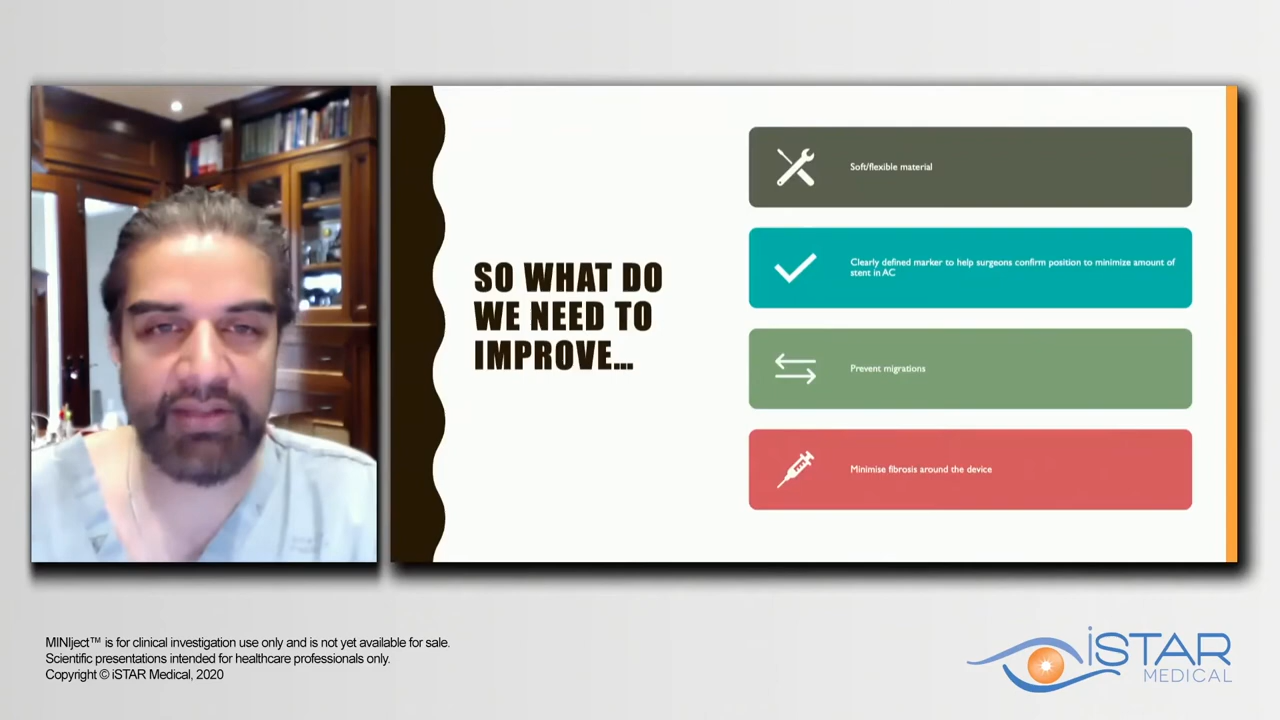 SO WHAT DO
WE NEED TO
IMPROVE...
Soft/flexible material
Clearly defined marker to help surgeons confirm position to minimize amount of
stent in AC
Prevent migrations
Minimise fibrosis around the device
MINIject™ is for clinical investigation use only and is not yet available for sale.
Scientific presentations intended for healthcare professionals only.
Copyright © iSTAR Medical, 2020
iSTAR
MEDICAL